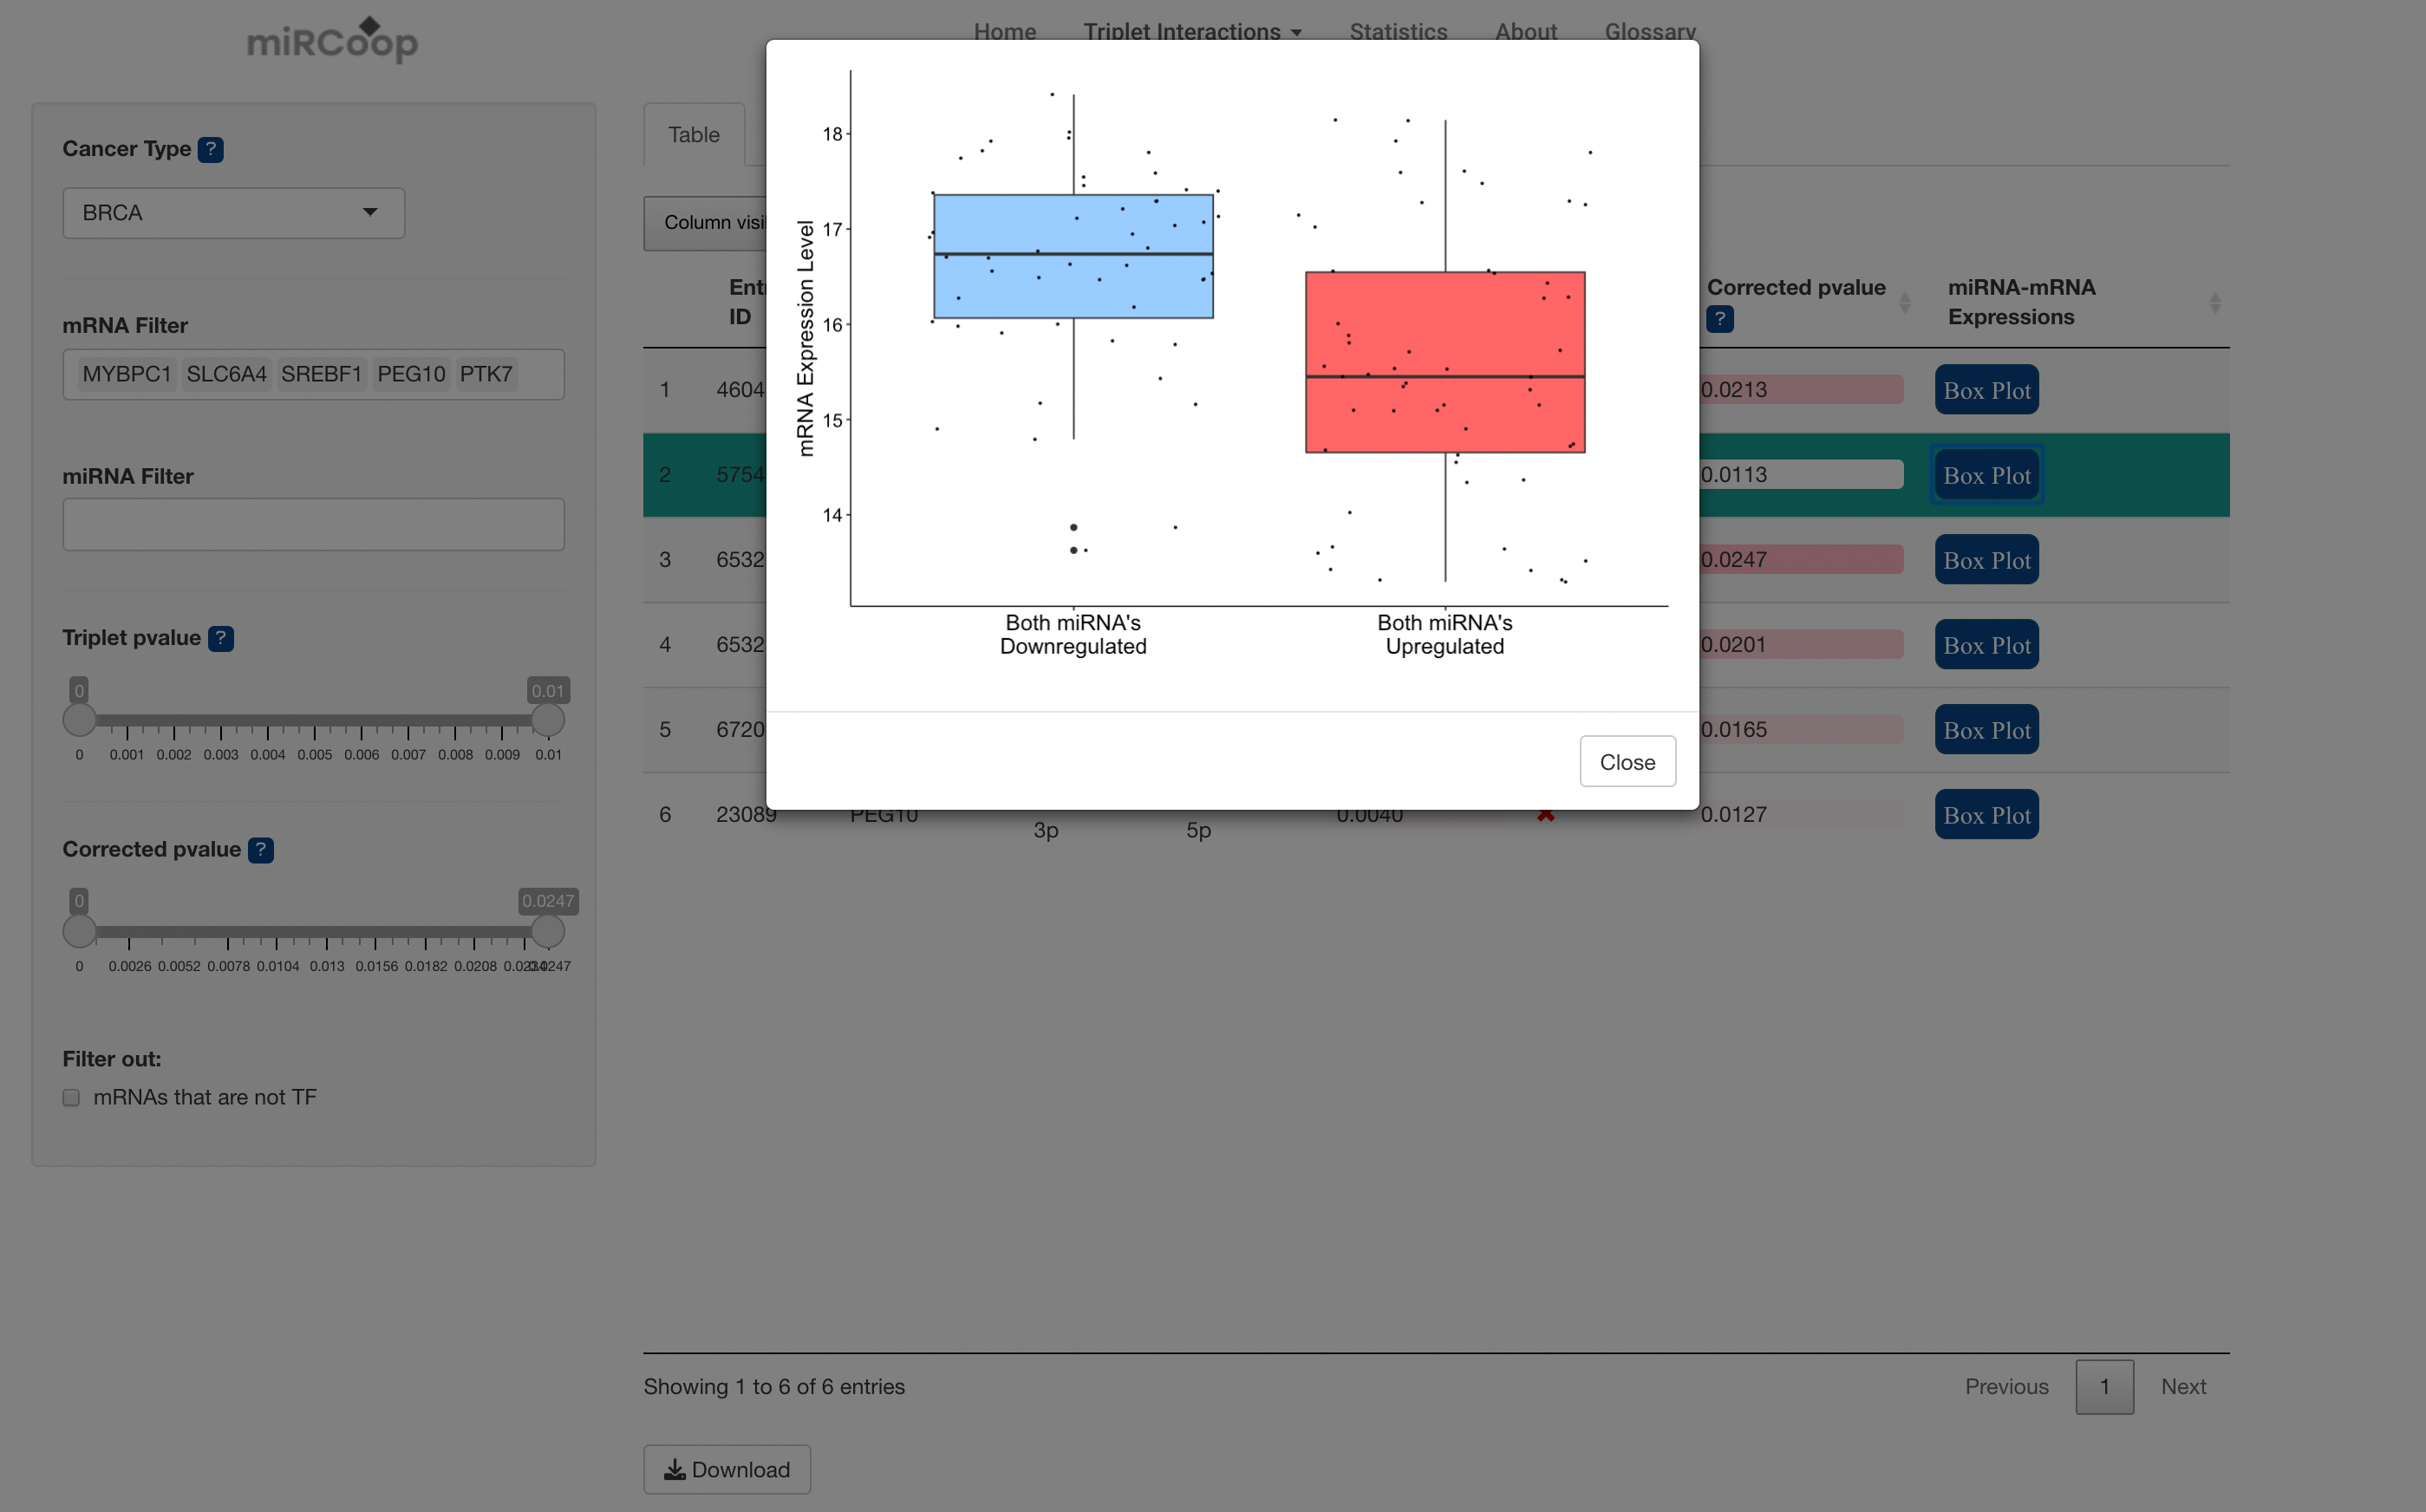 miRCoop
Home Triplet Interactions Statistics About Glossary
Cancer Type ?
BRCA
mRNA Filter
MYBPC1 SLC6A4 SREBF1 PEG10 PTK7
miRNA Filter
Triplet pvalue ?
0 0.01
0 0.001 0.002 0.003 0.004 0.005 0.006 0.007 0.008 0.009 0.01
Corrected pvalue ?
0 0.0247
0 0.0026 0.0052 0.0078 0.0104 0.013 0.0156 0.0182 0.0208 0.0234 0.0247
Filter out:
mRNAs that are not TF
Table
Column visi
Ent
ID
Corrected pvalue
?
miRNA-mRNA
Expressions
1 4604 0.0213 Box Plot
2 5754 0.0113 Box Plot
3 6532 0.0247 Box Plot
4 6532 0.0201 Box Plot
5 6720 0.0165 Box Plot
6 23089 PEG10 3p 5p 0.0040 0.0127 Box Plot
mRNA Expression Level
18
17
16
15
14
Both miRNA's
Downregulated
Both miRNA's
Upregulated
Close
Showing 1 to 6 of 6 entries
Previous 1 Next
Download